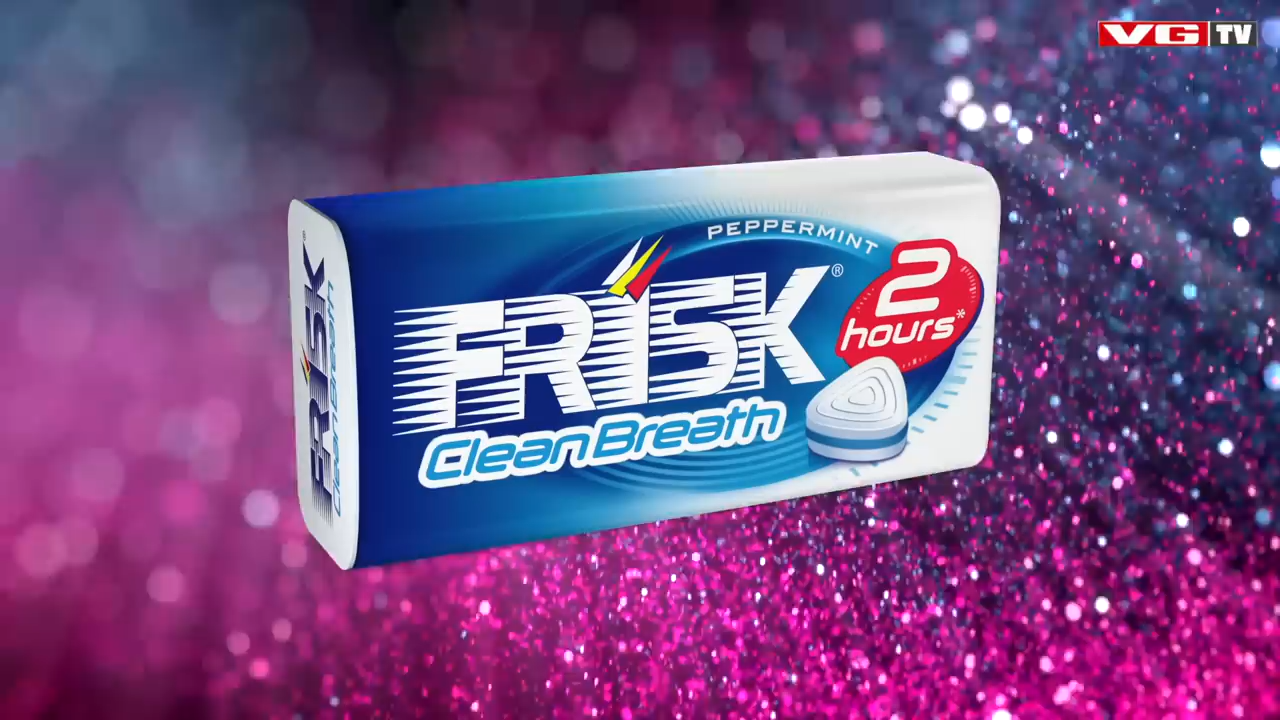 VG TV
PEPPERMINT
FRISK®
CleanBreath
2
hours*
FRISK®
CleanBreath